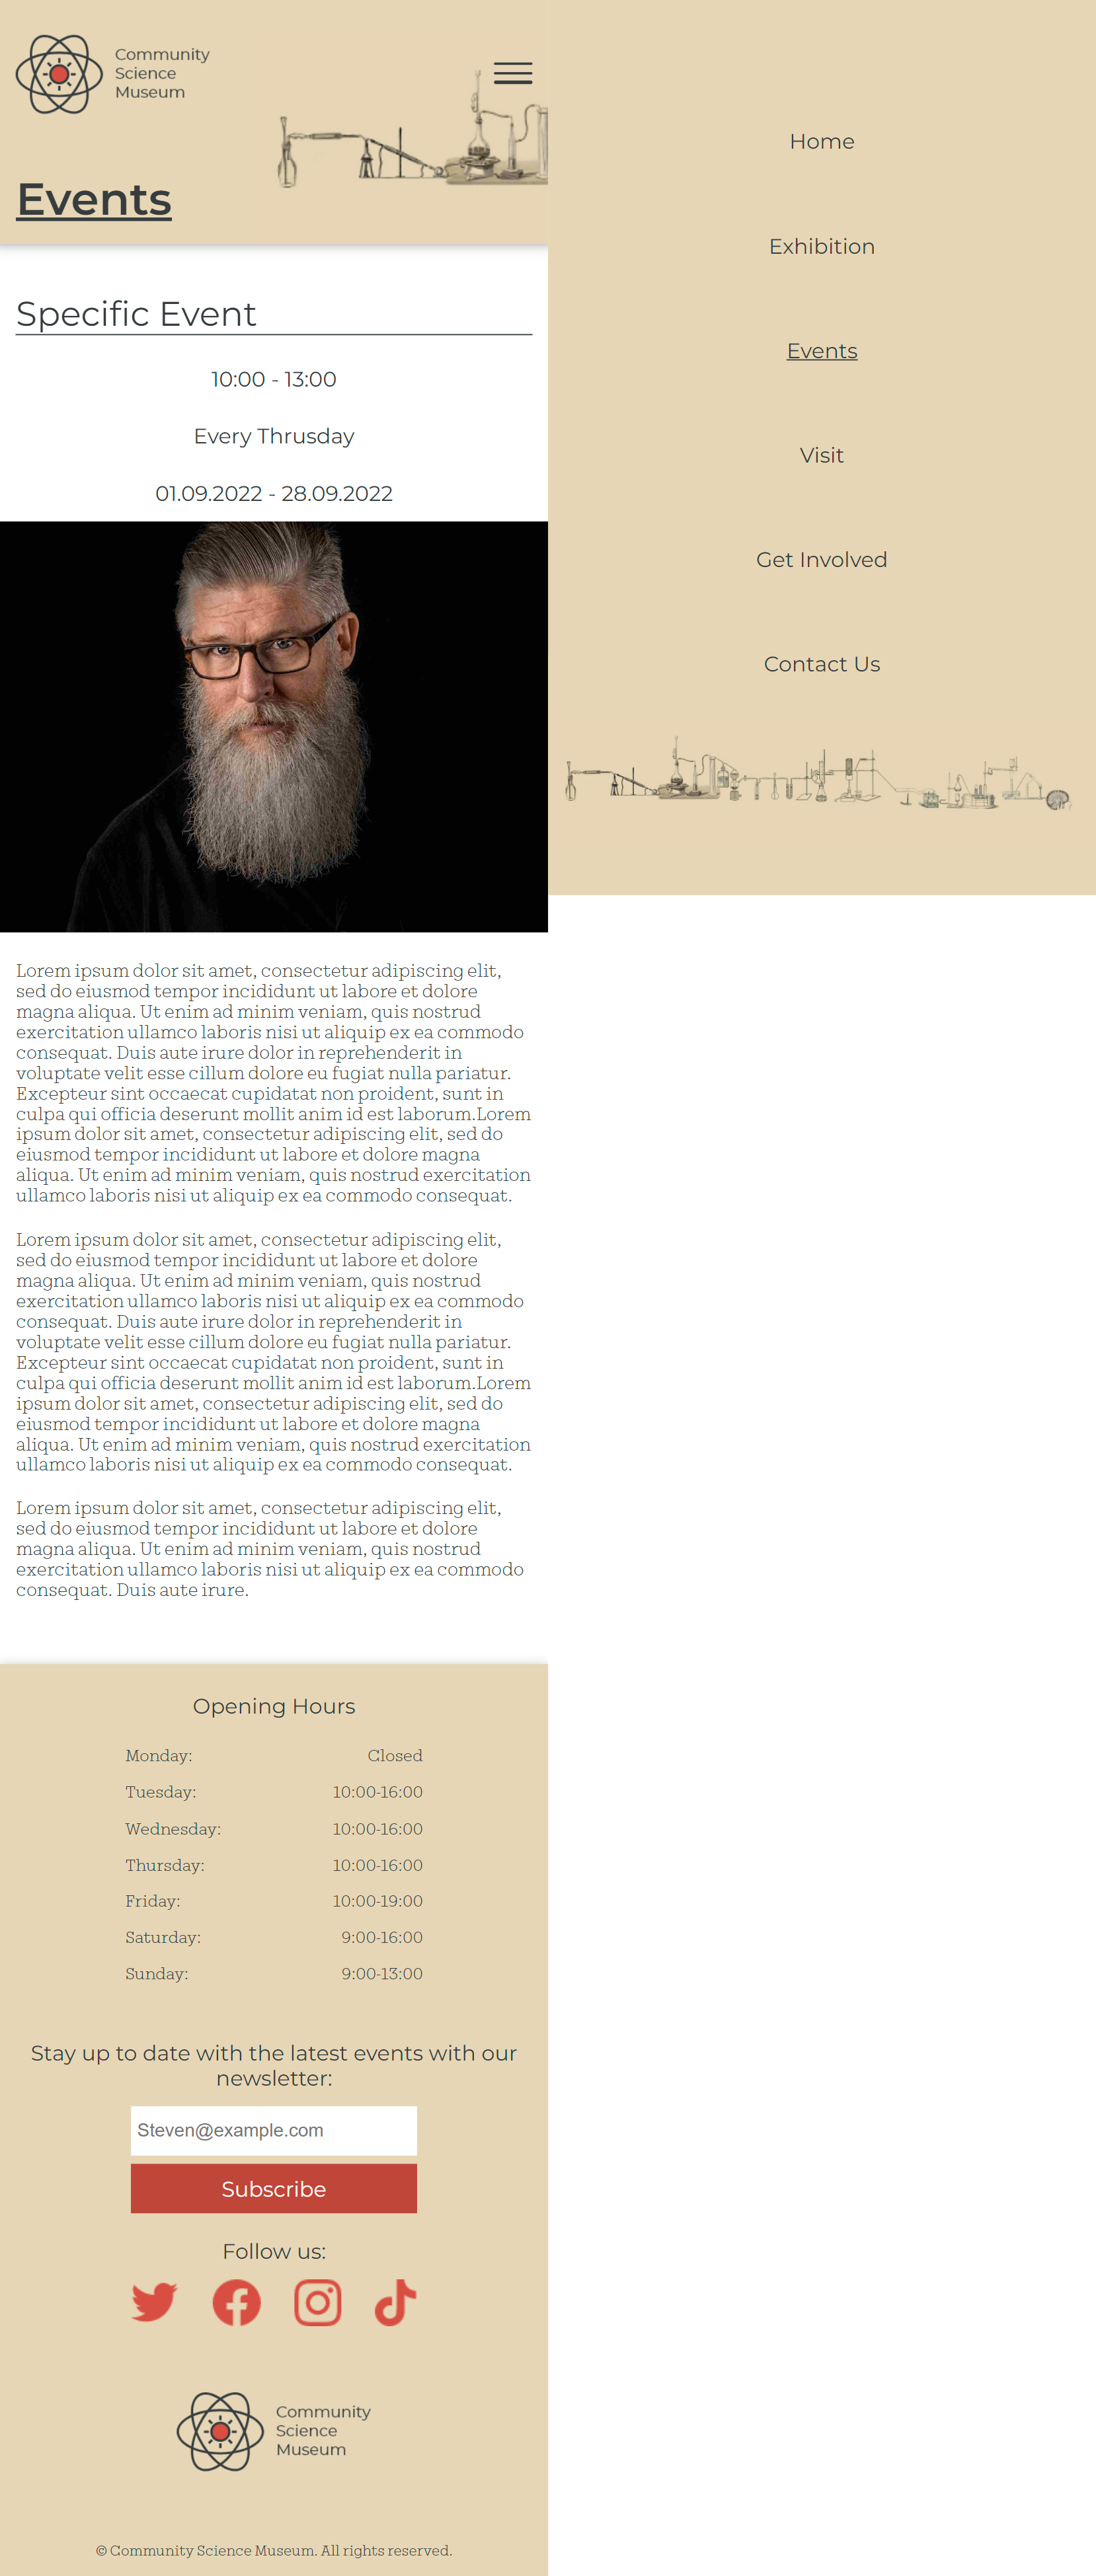 Community
Science
Museum
Events
Specific Event
10:00 - 13:00
Every Thrusday
01.09.2022 - 28.09.2022
Lorem ipsum dolor sit amet, consectetur adipiscing elit,
sed do eiusmod tempor incididunt ut labore et dolore
magna aliqua. Ut enim ad minim veniam, quis nostrud
exercitation ullamco laboris nisi ut aliquip ex ea commodo
consequat. Duis aute irure dolor in reprehenderit in
voluptate velit esse cillum dolore eu fugiat nulla pariatur.
Excepteur sint occaecat cupidatat non proident, sunt in
culpa qui officia deserunt mollit anim id est laborum.Lorem
ipsum dolor sit amet, consectetur adipiscing elit, sed do
eiusmod tempor incididunt ut labore et dolore magna
aliqua. Ut enim ad minim veniam, quis nostrud exercitation
ullamco laboris nisi ut aliquip ex ea commodo consequat.
Lorem ipsum dolor sit amet, consectetur adipiscing elit,
sed do eiusmod tempor incididunt ut labore et dolore
magna aliqua. Ut enim ad minim veniam, quis nostrud
exercitation ullamco laboris nisi ut aliquip ex ea commodo
consequat. Duis aute irure dolor in reprehenderit in
voluptate velit esse cillum dolore eu fugiat nulla pariatur.
Excepteur sint occaecat cupidatat non proident, sunt in
culpa qui officia deserunt mollit anim id est laborum.Lorem
ipsum dolor sit amet, consectetur adipiscing elit, sed do
eiusmod tempor incididunt ut labore et dolore magna
aliqua. Ut enim ad minim veniam, quis nostrud exercitation
ullamco laboris nisi ut aliquip ex ea commodo consequat.
Lorem ipsum dolor sit amet, consectetur adipiscing elit,
sed do eiusmod tempor incididunt ut labore et dolore
magna aliqua. Ut enim ad minim veniam, quis nostrud
exercitation ullamco laboris nisi ut aliquip ex ea commodo
consequat. Duis aute irure.
Opening Hours
Monday: Closed
Tuesday: 10:00-16:00
Wednesday: 10:00-16:00
Thursday: 10:00-16:00
Friday: 10:00-19:00
Saturday: 9:00-16:00
Sunday: 9:00-13:00
Stay up to date with the latest events with our
newsletter:
Steven@example.com
Subscribe
Follow us:
Community
Science
Museum
© Community Science Museum. All rights reserved.
Home
Exhibition
Events
Visit
Get Involved
Contact Us